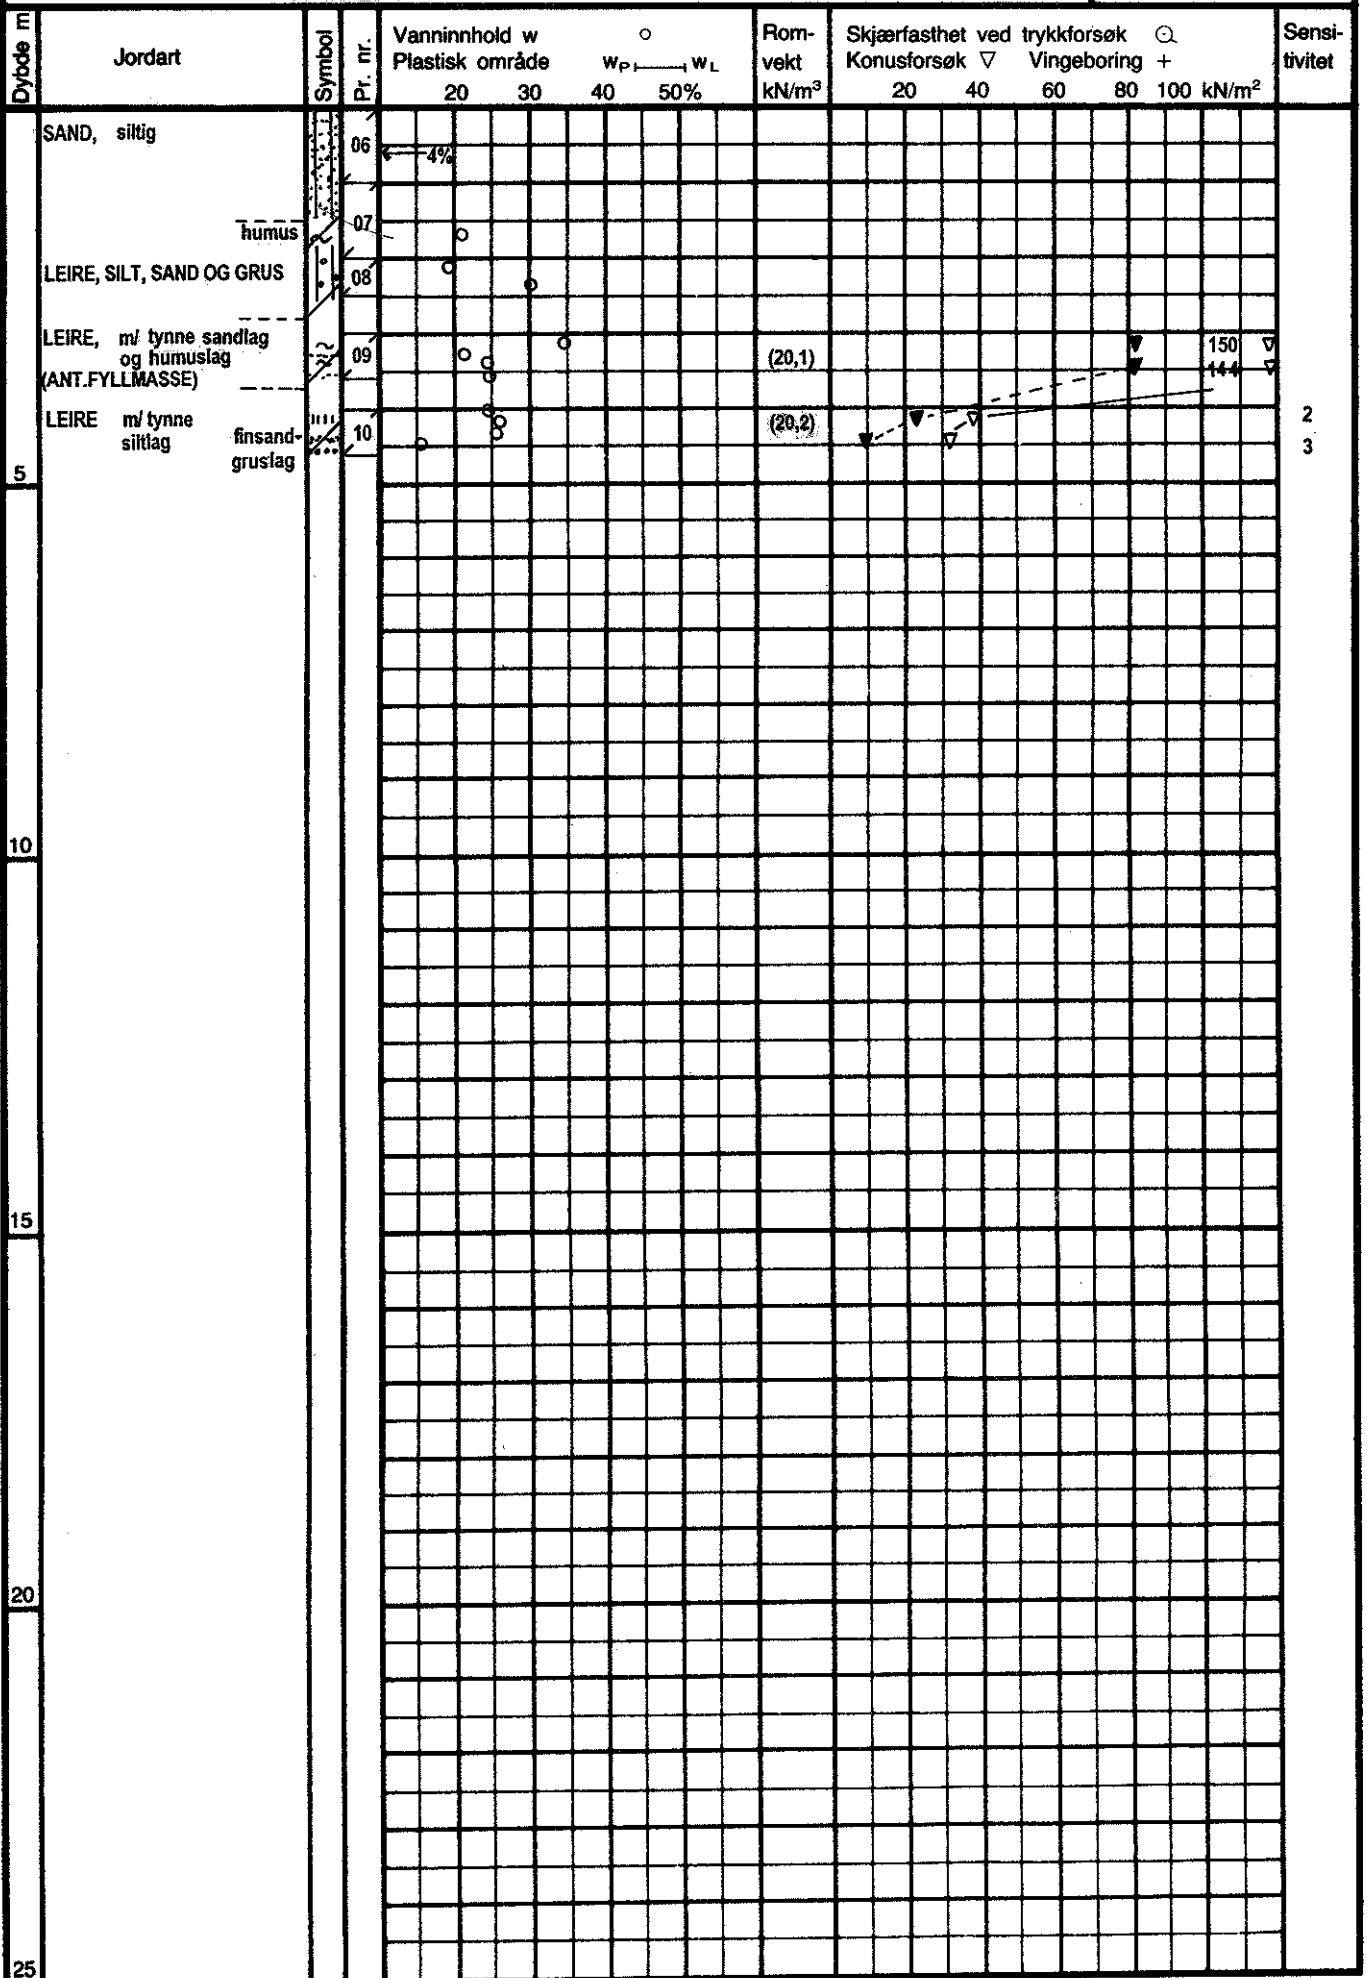 Dybde m
Jordart
Symbol
Pr. nr.
Vanninnhold w
Plastisk område wP wL
20 30 40 50%
Rom-
vekt
kN/m³
Skjærfasthet ved trykkforsøk
Konusforsøk ▽ Vingeboring +
20 40 60 80 100 kN/m²
Sensi-
tivitet
SAND, siltig
06
4%
humus
07
LEIRE, SILT, SAND OG GRUS
08
LEIRE, m/ tynne sandlag
og humuslag
(ANT.FYLLMASSE)
09
(20,1)
150
144
LEIRE m/ tynne
siltlag
finsand-
gruslag
10
(20,2)
2
3
5
10
15
20
25